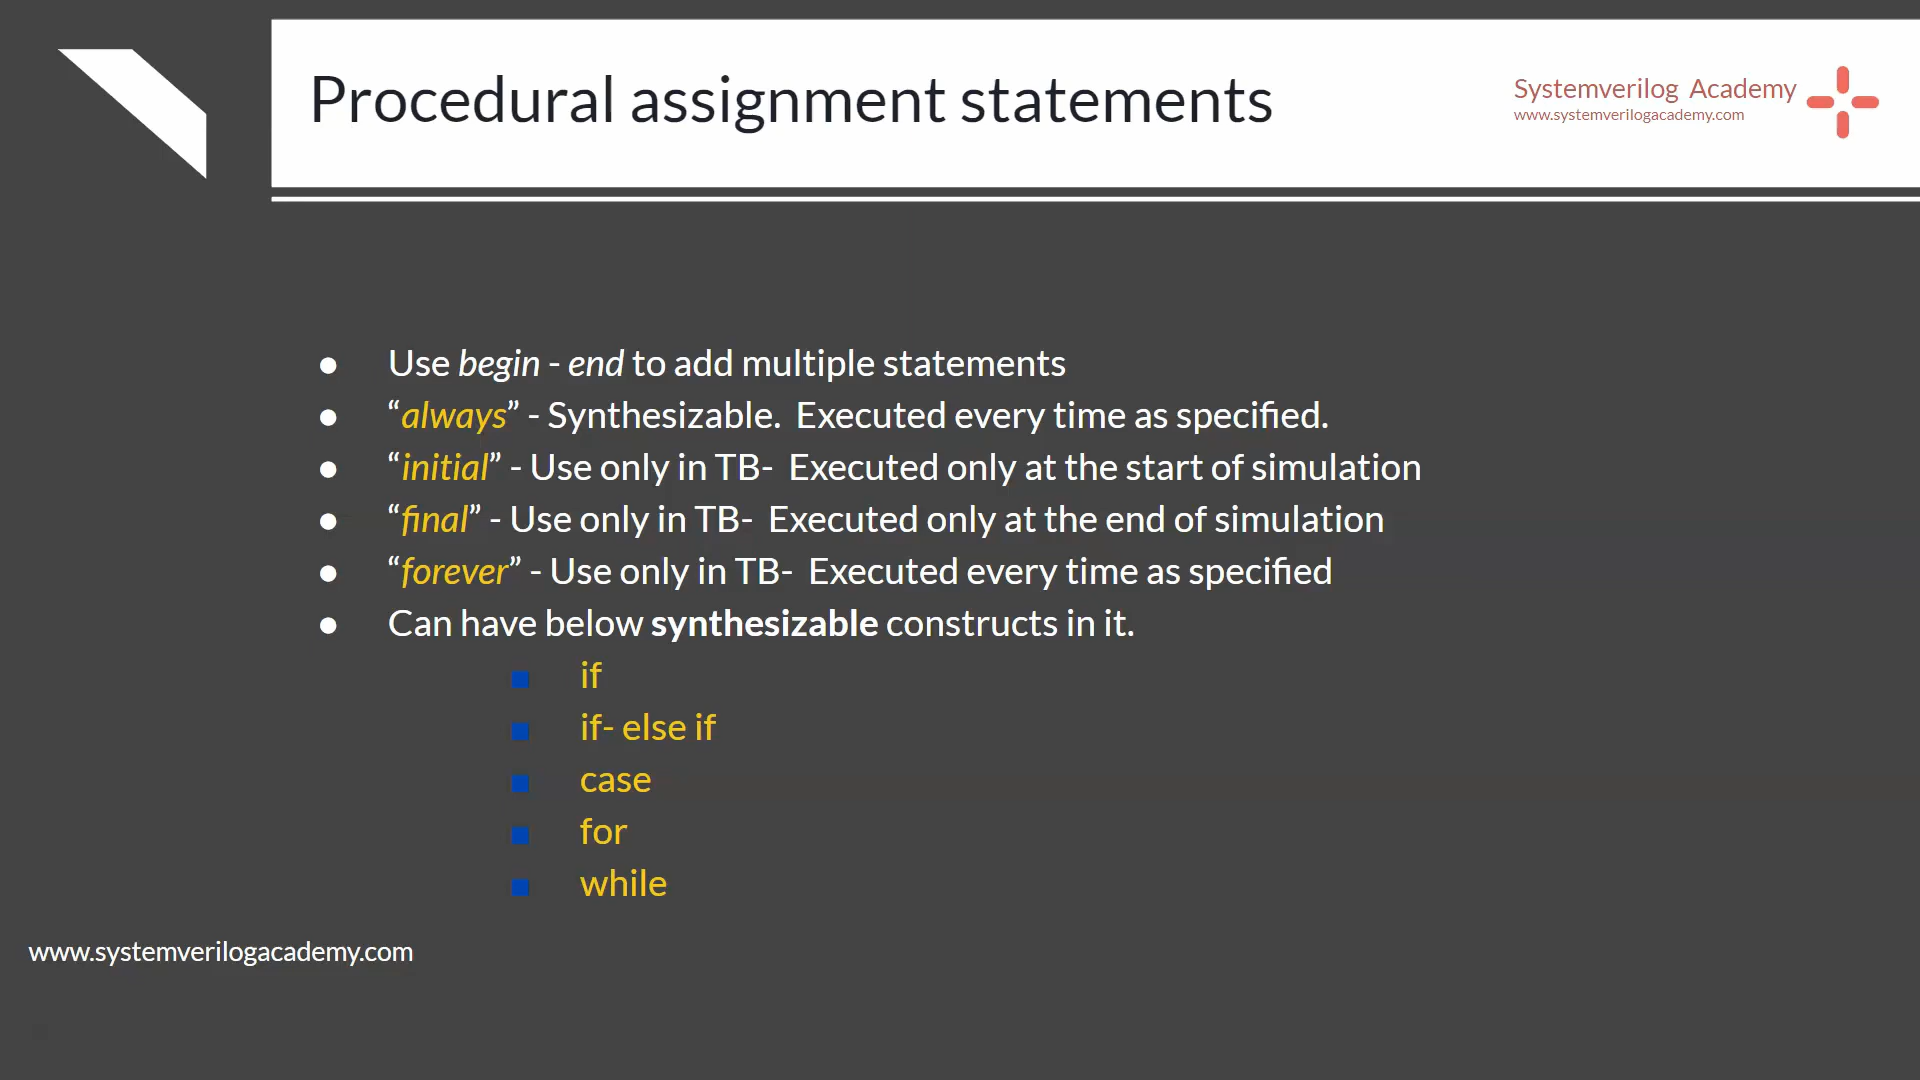 Procedural assignment statements
Systemverilog Academy
www.systemverilogacademy.com
● Use begin - end to add multiple statements
● “always” - Synthesizable. Executed every time as specified.
● “initial” - Use only in TB- Executed only at the start of simulation
● “final” - Use only in TB- Executed only at the end of simulation
● “forever” - Use only in TB- Executed every time as specified
● Can have below synthesizable constructs in it.
■ if
■ if- else if
■ case
■ for
■ while
www.systemverilogacademy.com